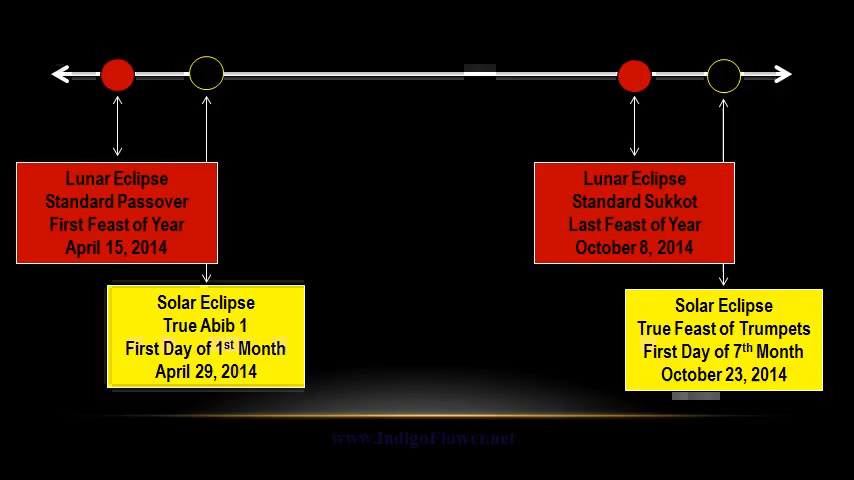 Lunar Eclipse
Standard Passover
First Feast of Year
April 15, 2014
Lunar Eclipse
Standard Sukkot
Last Feast of Year
October 8, 2014
Solar Eclipse
True Abib 1
First Day of 1st Month
April 29, 2014
Solar Eclipse
True Feast of Trumpets
First Day of 7th Month
October 23, 2014
www.IndigoFlower.net